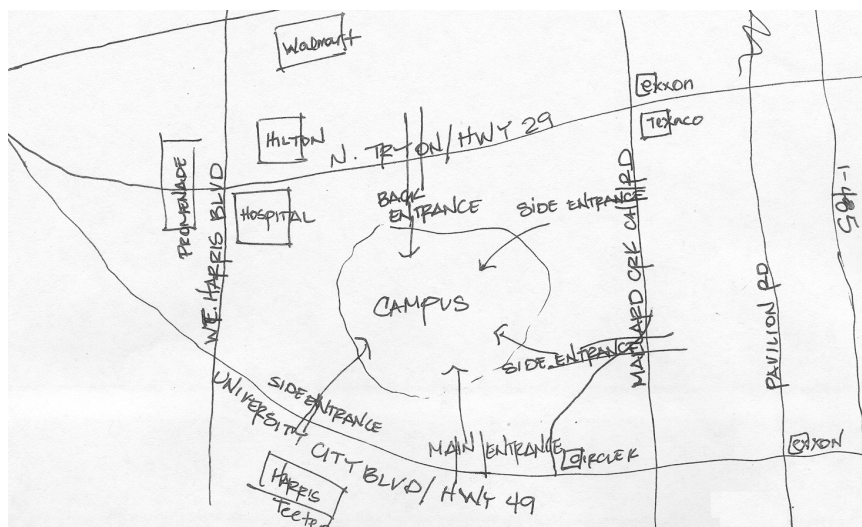 Walmart
exxon
Texaco
HILTON
N. TRYON/HWY 29
PROMENADE
W.E. HARRIS BLVD
HOSPITAL
BACK
ENTRANCE
SIDE ENTRANCE
MALLARD CRK CH RD
I-485
PAVILION RD
CAMPUS
SIDE ENTRANCE
SIDE ENTRANCE
UNIVERSITY CITY BLVD/HWY 49
MAIN ENTRANCE
CIRCLE K
exxon
HARRIS
Teeter